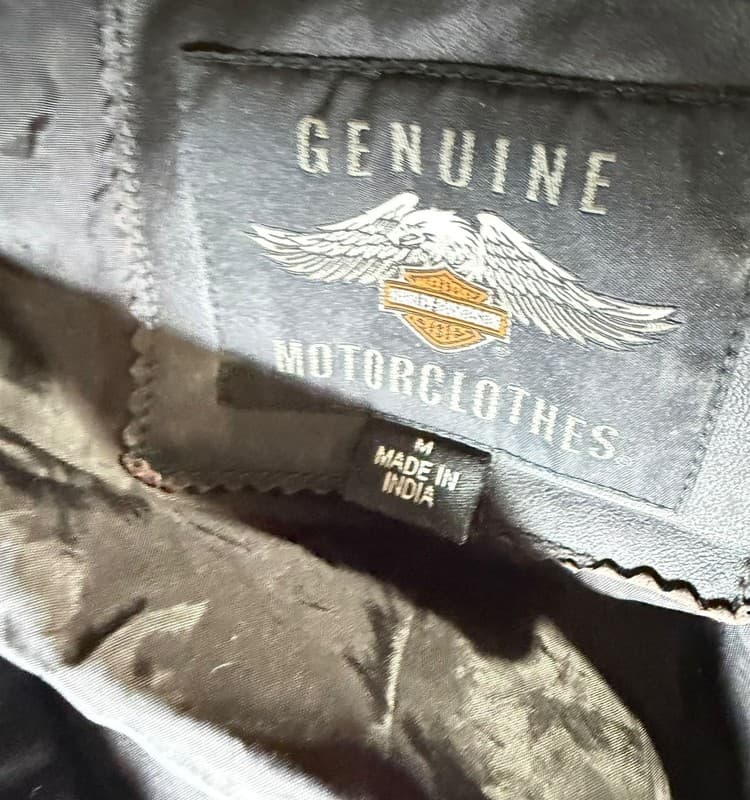 GENUINE
MOTORCLOTHES
M
MADE IN
INDIA